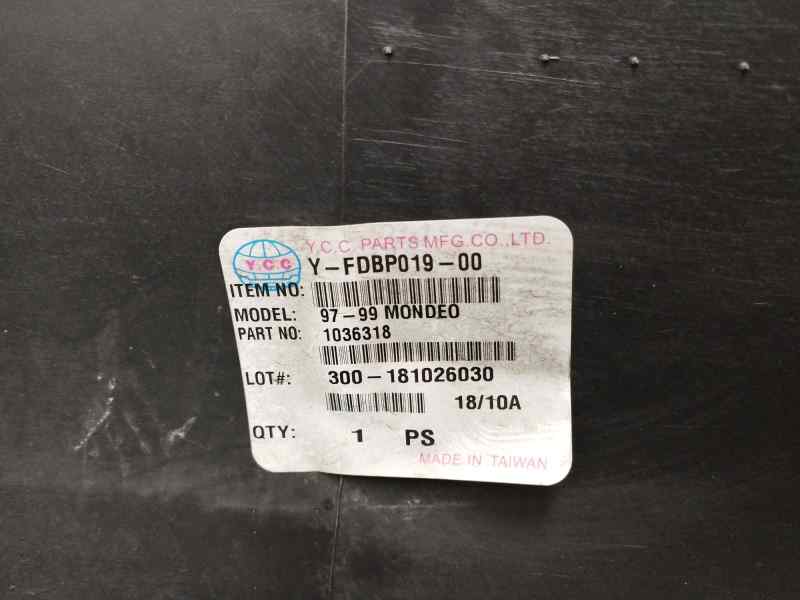 Y.C.C. PARTS MFG.CO.,LTD.
Y.C.C
Y-FDBP019-00
ITEM NO:
MODEL: 97-99 MONDEO
PART NO: 1036318
LOT#: 300-181026030
18/10A
QTY: 1 PS
MADE IN TAIWAN